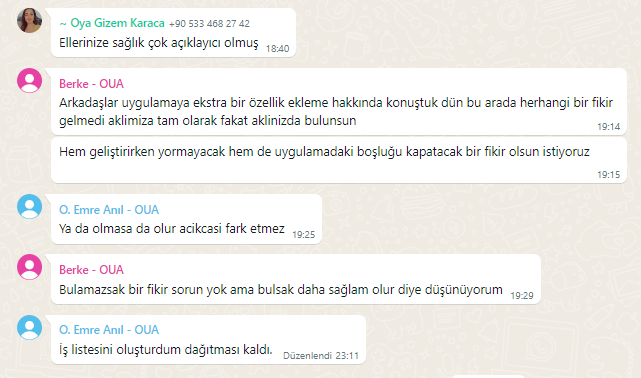 ~ Oya Gizem Karaca +90 533 468 27 42
Ellerinize sağlık çok açıklayıcı olmuş 18:40
Berke - OUA
Arkadaşlar uygulamaya ekstra bir özellik ekleme hakkında konuştuk dün bu arada herhangi bir fikir
gelmedi aklimiza tam olarak fakat aklinizda bulunsun
19:14
Hem geliştirirken yormayacak hem de uygulamadaki boşluğu kapatacak bir fikir olsun istiyoruz
19:15
O. Emre Anıl - OUA
Ya da olmasa da olur acikcasi fark etmez 19:25
Berke - OUA
Bulamazsak bir fikir sorun yok ama bulsak daha sağlam olur diye düşünüyorum 19:29
O. Emre Anıl - OUA
İş listesini oluşturdum dağıtması kaldı. Düzenlendi 23:11